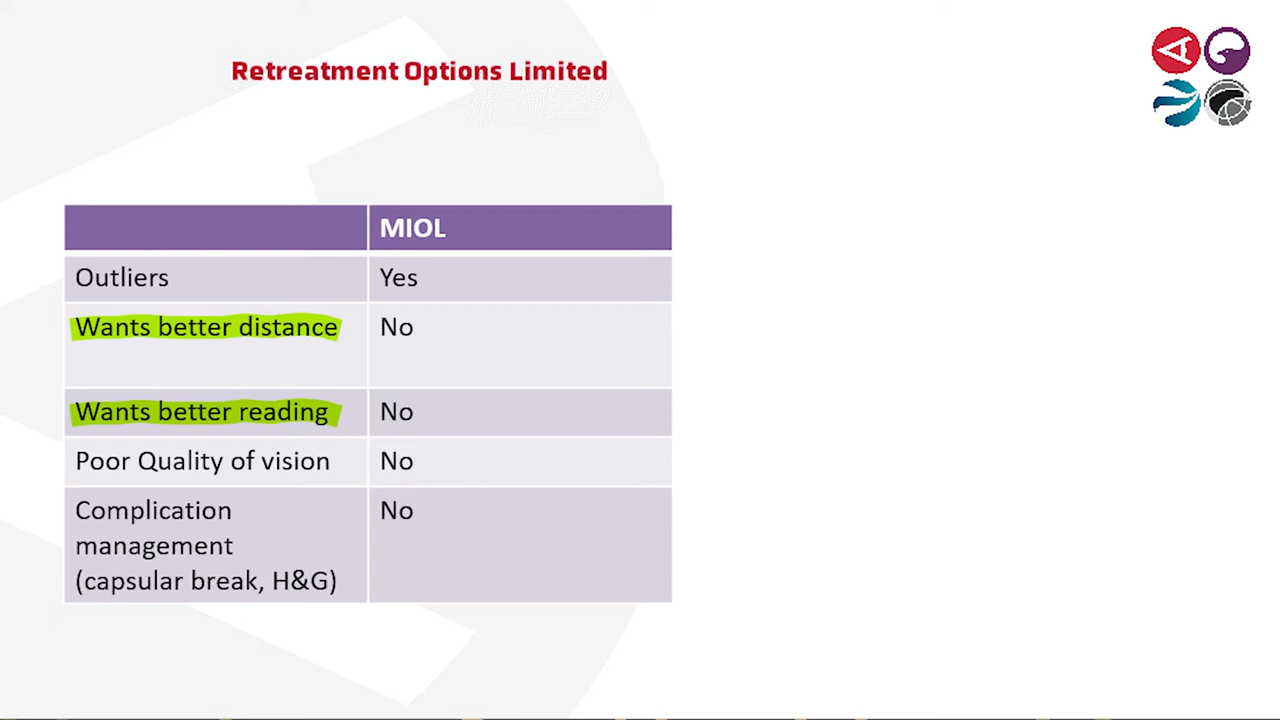 Retreatment Options Limited
MIOL
Outliers Yes
Wants better distance No
Wants better reading No
Poor Quality of vision No
Complication No
management
(capsular break, H&G)